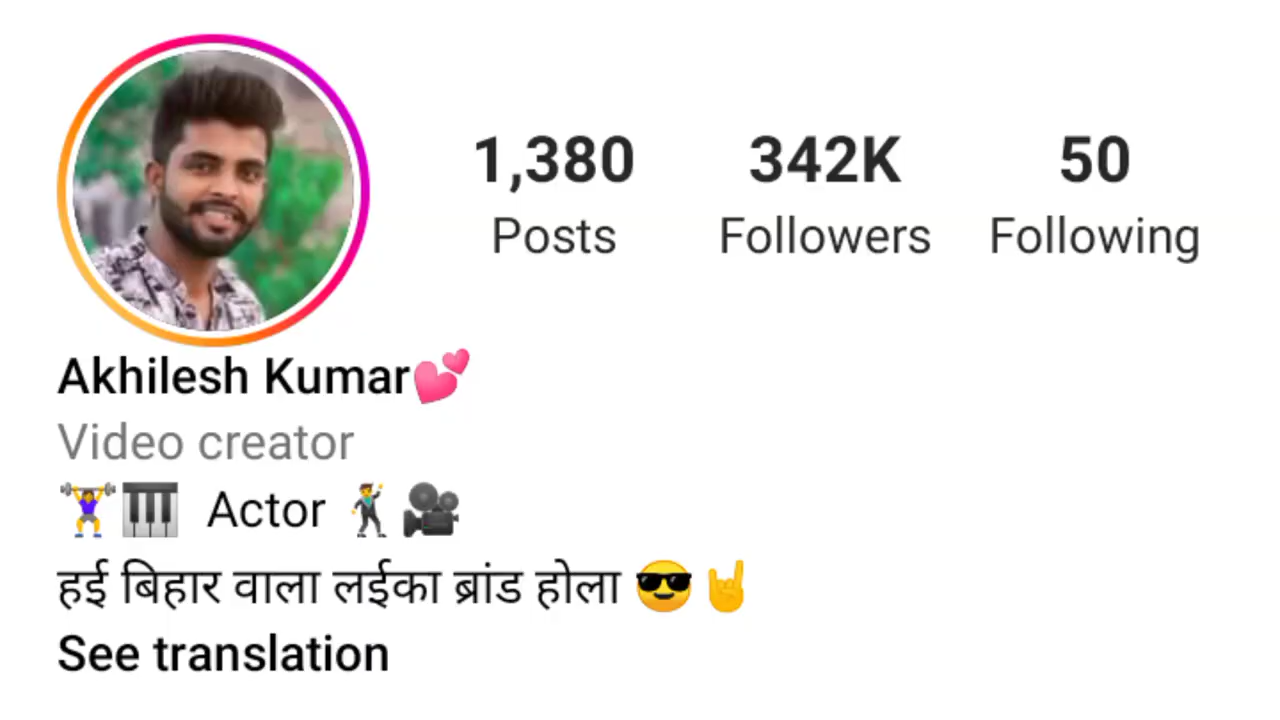 1,380 342K 50
Posts Followers Following
Akhilesh Kumar💕
Video creator
🏋️‍♀️🎹 Actor 🕺🎥
हई बिहार वाला लईका ब्रांड होला 😎🤘
See translation